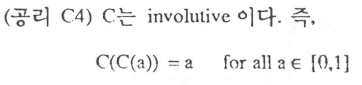 (공리 C4) C는 involutive 이다. 즉,
C(C(a)) = a for all a ∈ [0,1]